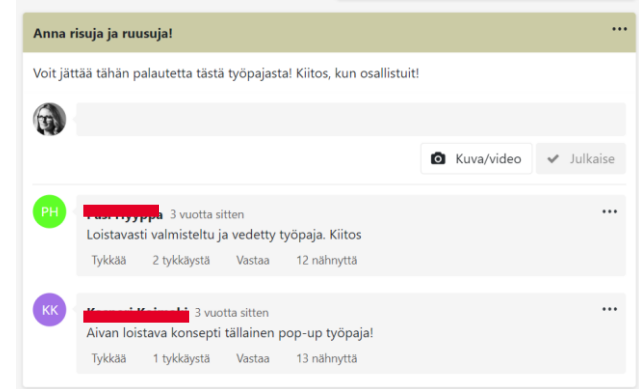 Anna risuja ja ruusuja!
Voit jättää tähän palautetta tästä työpajasta! Kiitos, kun osallistuit!
Kuva/video
Julkaise
PH
3 vuotta sitten
Loistavasti valmisteltu ja vedetty työpaja. Kiitos
Tykkää 2 tykkäystä Vastaa 12 nähnyttä
KK
3 vuotta sitten
Aivan loistava konsepti tällainen pop-up työpaja!
Tykkää 1 tykkäystä Vastaa 13 nähnyttä